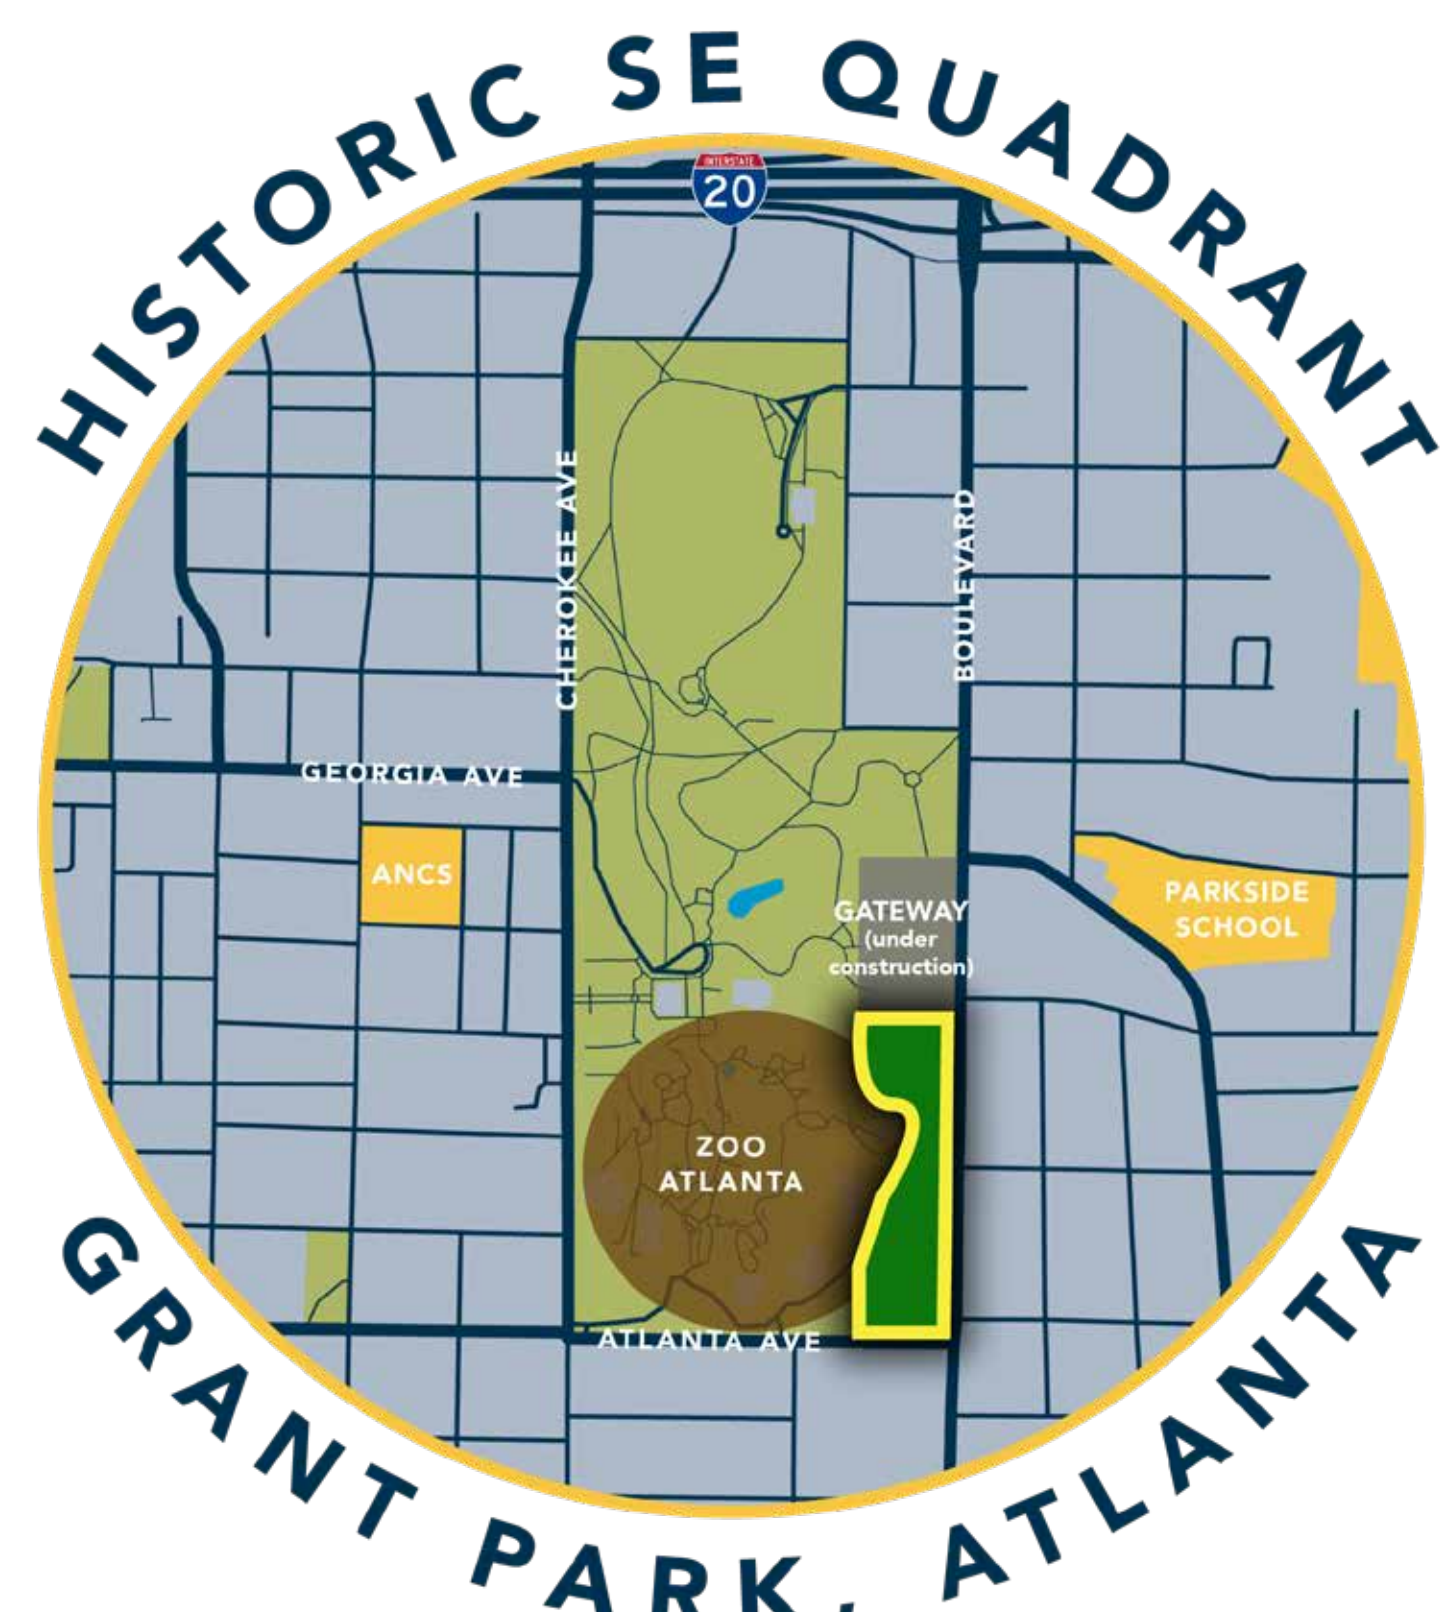 HISTORIC SE QUADRANT
INTERSTATE
20
CHEROKEE AVE
BOULEVARD
GEORGIA AVE
ANCS
GATEWAY
(under
construction)
PARKSIDE
SCHOOL
ZOO
ATLANTA
ATLANTA AVE
GRANT PARK, ATLANTA